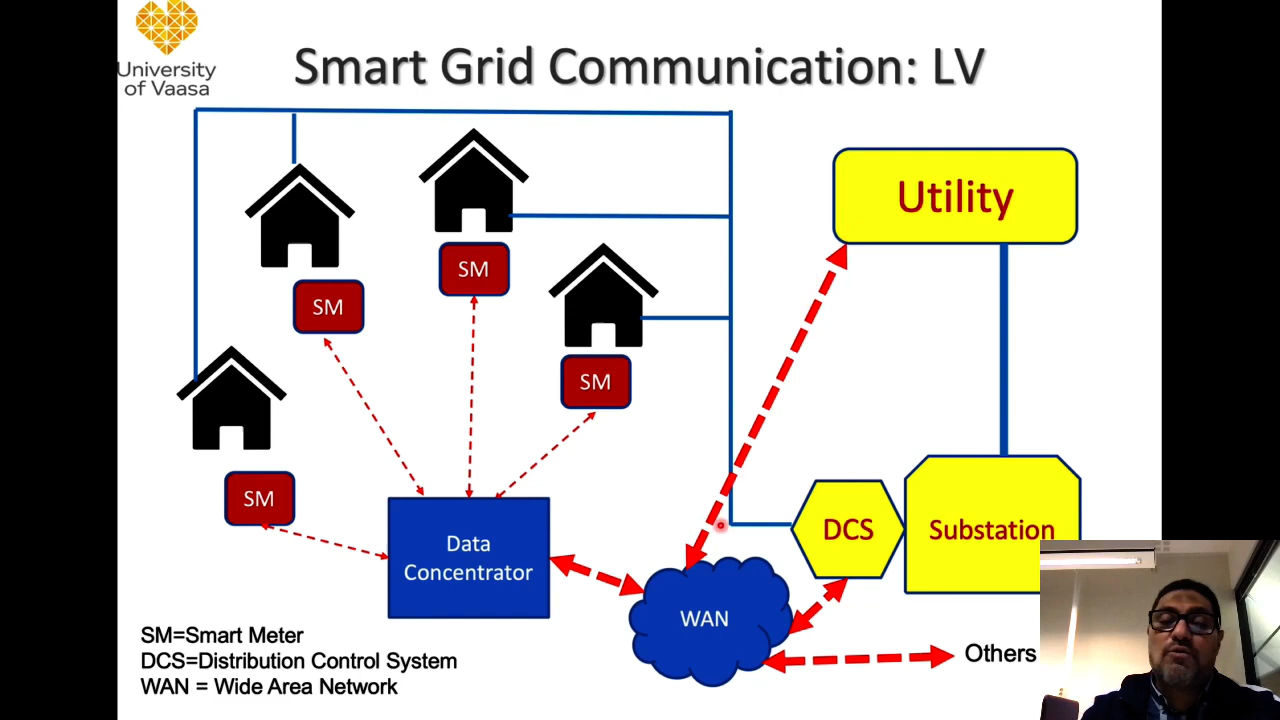 University
of Vaasa
Smart Grid Communication: LV
Utility
SM
SM
SM
SM
Data
Concentrator
DCS
Substation
WAN
Others
SM=Smart Meter
DCS=Distribution Control System
WAN = Wide Area Network